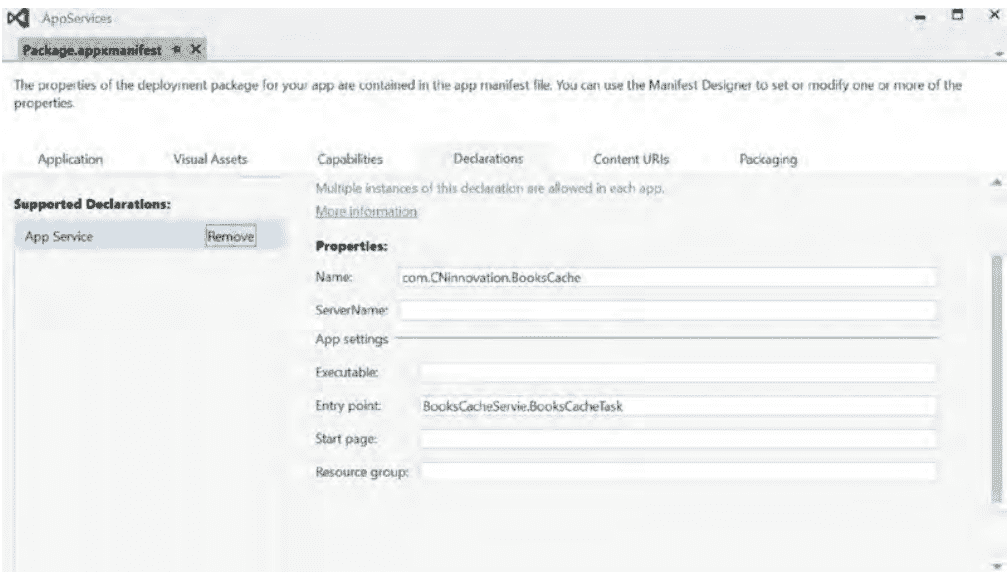 AppServices
Package.appxmanifest
The properties of the deployment package for your app are contained in the app manifest file. You can use the Manifest Designer to set or modify one or more of the
properties.
Application Visual Assets Capabilities Declarations Content URIs Packaging
Multiple instances of this declaration are allowed in each app.
More information
Supported Declarations:
App Service Remove
Properties:
Name: com.CNinnovation.BooksCache
ServerName:
App settings
Executable:
Entry point: BooksCacheServie.BooksCacheTask
Start page:
Resource group: